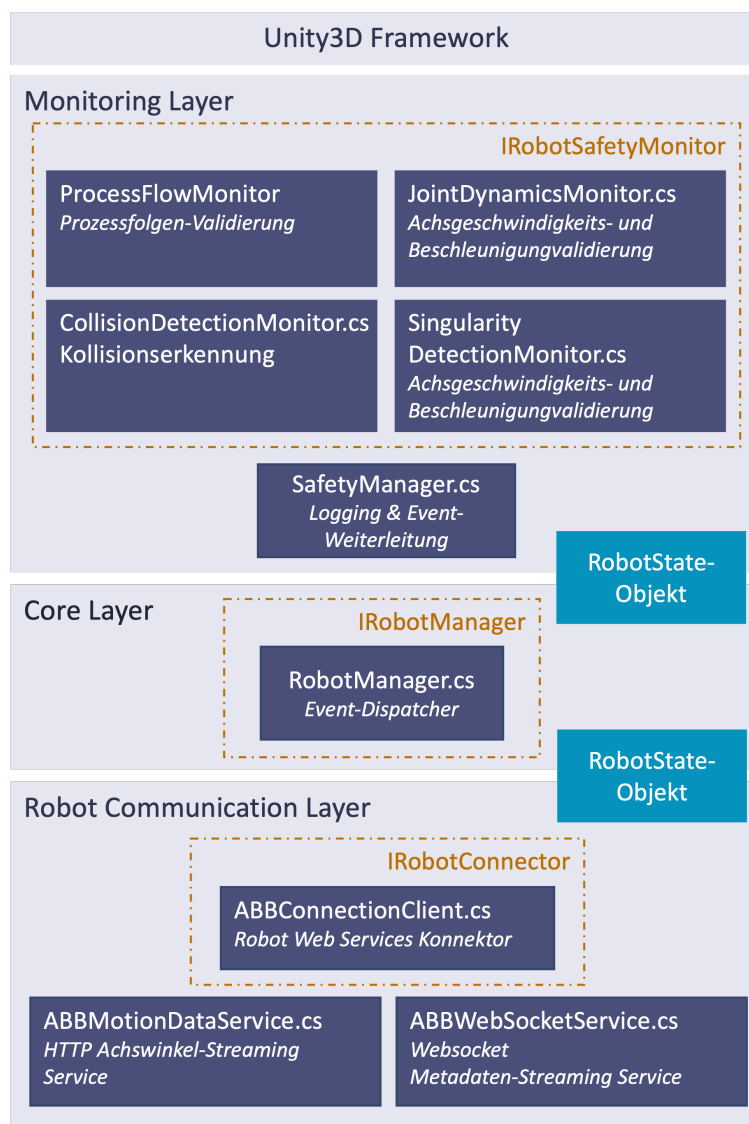 Unity3D Framework
Monitoring Layer
IRobotSafetyMonitor
ProcessFlowMonitor
Prozessfolgen-Validierung
JointDynamicsMonitor.cs
Achsgeschwindigkeits- und
Beschleunigungvalidierung
CollisionDetectionMonitor.cs
Kollisionserkennung
Singularity
DetectionMonitor.cs
Achsgeschwindigkeits- und
Beschleunigungvalidierung
SafetyManager.cs
Logging & Event-
Weiterleitung
RobotState-
Objekt
Core Layer
IRobotManager
RobotManager.cs
Event-Dispatcher
RobotState-
Objekt
Robot Communication Layer
IRobotConnector
ABBConnectionClient.cs
Robot Web Services Konnektor
ABBMotionDataService.cs
HTTP Achswinkel-Streaming
Service
ABBWebSocketService.cs
Websocket
Metadaten-Streaming Service